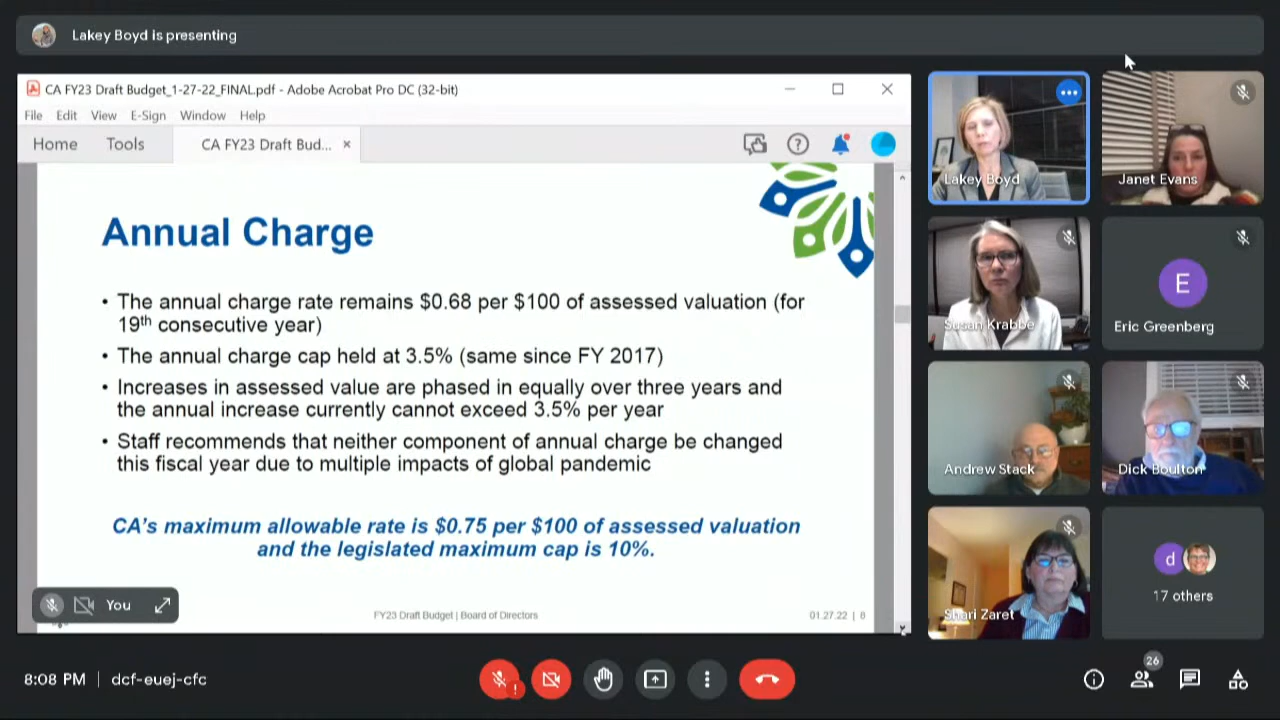 Lakey Boyd is presenting
CA FY23 Draft Budget_1-27-22_FINAL.pdf - Adobe Acrobat Pro DC (32-bit)
File Edit View E-Sign Window Help
Home Tools CA FY23 Draft Bud... ×
Annual Charge
• The annual charge rate remains $0.68 per $100 of assessed valuation (for
19th consecutive year)
• The annual charge cap held at 3.5% (same since FY 2017)
• Increases in assessed value are phased in equally over three years and
the annual increase currently cannot exceed 3.5% per year
• Staff recommends that neither component of annual charge be changed
this fiscal year due to multiple impacts of global pandemic
CA's maximum allowable rate is $0.75 per $100 of assessed valuation
and the legislated maximum cap is 10%.
FY23 Draft Budget | Board of Directors
01.27.22 | 8
You
Lakey Boyd
Janet Evans
Susan Krabbe
E
Eric Greenberg
Andrew Stack
Dick Boulton
Shari Zaret
d
17 others
8:08 PM | dcf-euej-cfc
26